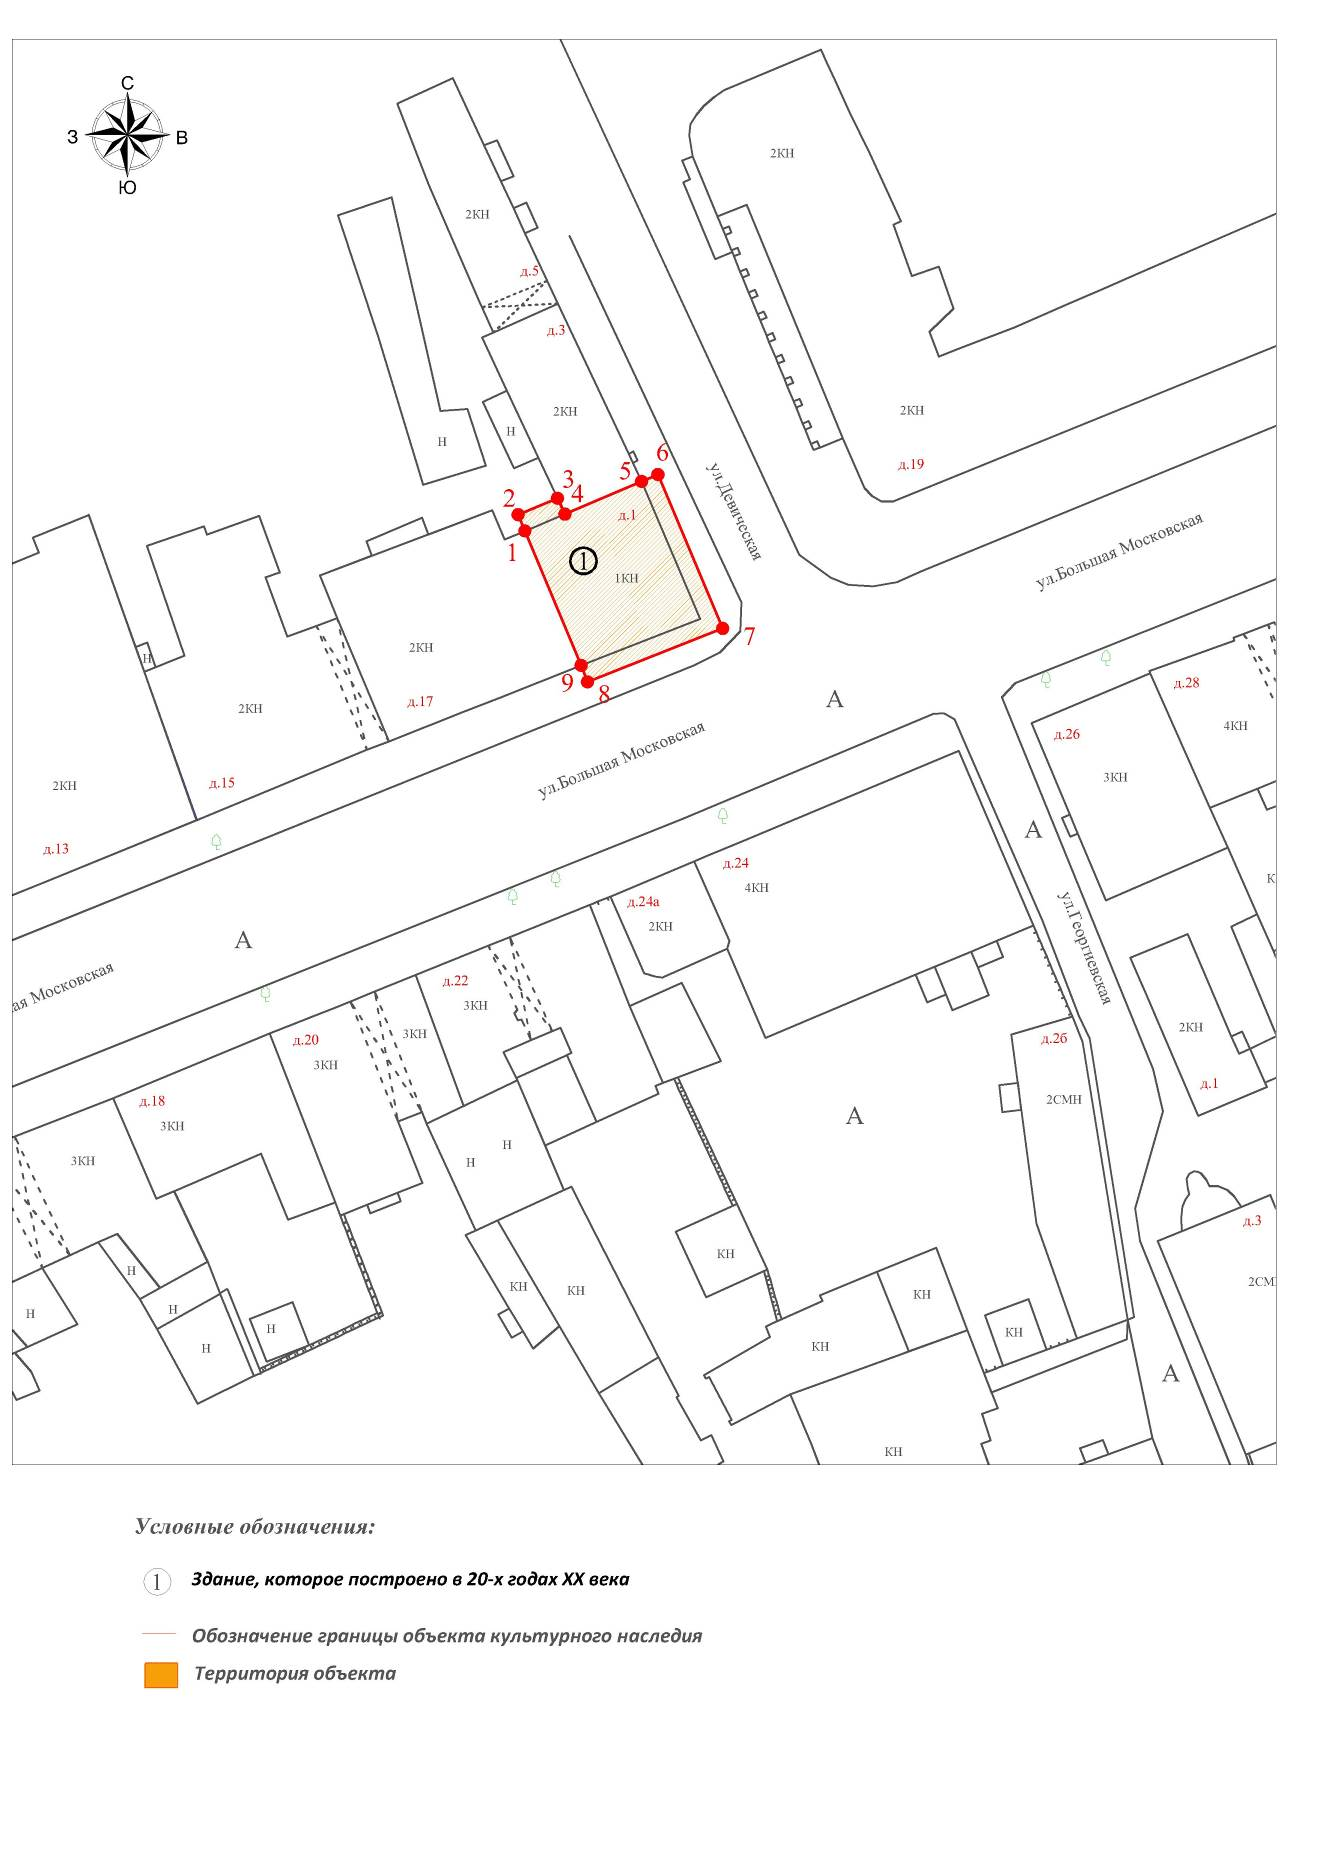 С
З
В
Ю
2КН
2КН
д.5
д.3
2КН
Н
Н
2КН
д.19
6
5
3
4
2
1
д.1
1
1КН
ул.Девическая
ул.Большая Московская
7
9
8
2КН
д.17
Н
2КН
д.15
2КН
д.13
А
ул.Большая Московская
д.28
4КН
д.26
3КН
А
ул.Георгиевская
д.24
4КН
д.24а
2КН
А
ая Московская
д.22
3КН
3КН
д.20
3КН
д.18
3КН
3КН
К
2КН
д.1
д.2б
2СМН
А
Н
Н
д.3
2СМ
КН
КН
КН
Н
Н
Н
Н
Н
КН
КН
КН
А
КН
Условные обозначения:
1 Здание, которое построено в 20-х годах XX века
Обозначение границы объекта культурного наследия
Территория объекта